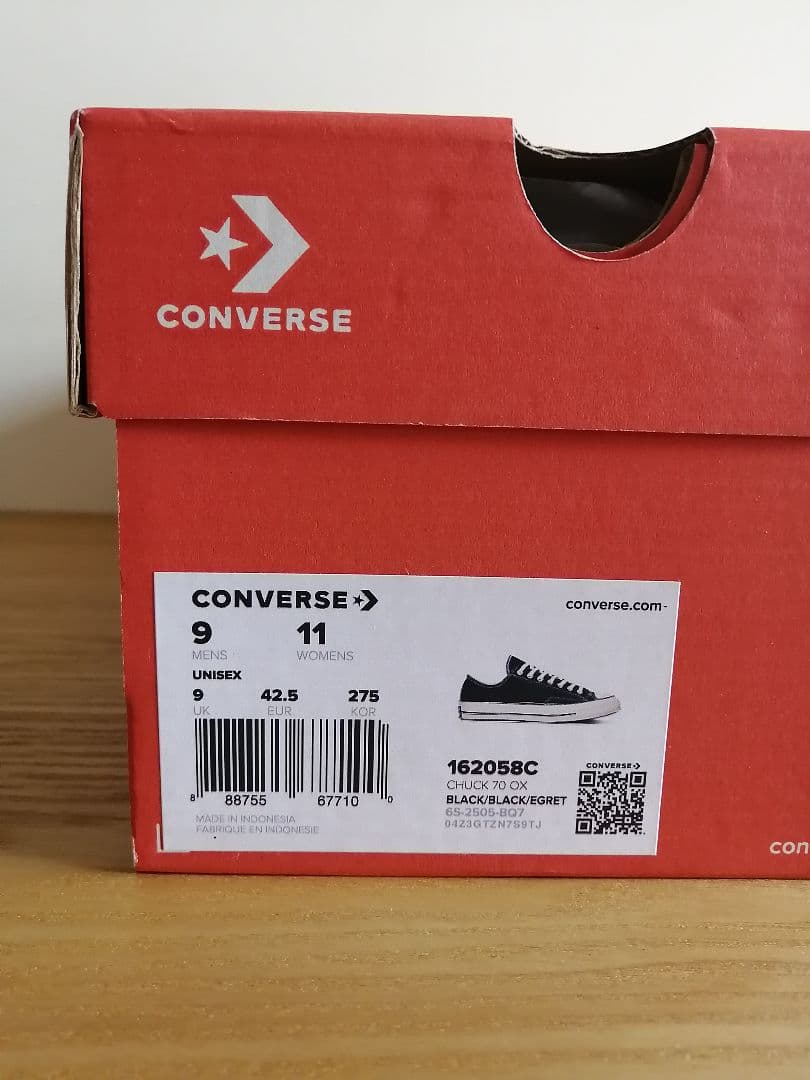 CONVERSE
CONVERSE
converse.com
9 11
MENS WOMENS
UNISEX
9 42.5 275
UK EUR KOR
8 88755 67710 0
MADE IN INDONESIA
FABRIQUE EN INDONESIE
162058C
CHUCK 70 OX
BLACK/BLACK/EGRET
6S-2505-BQ7
04Z3GTZN7S9TJ
CONVERSE
con